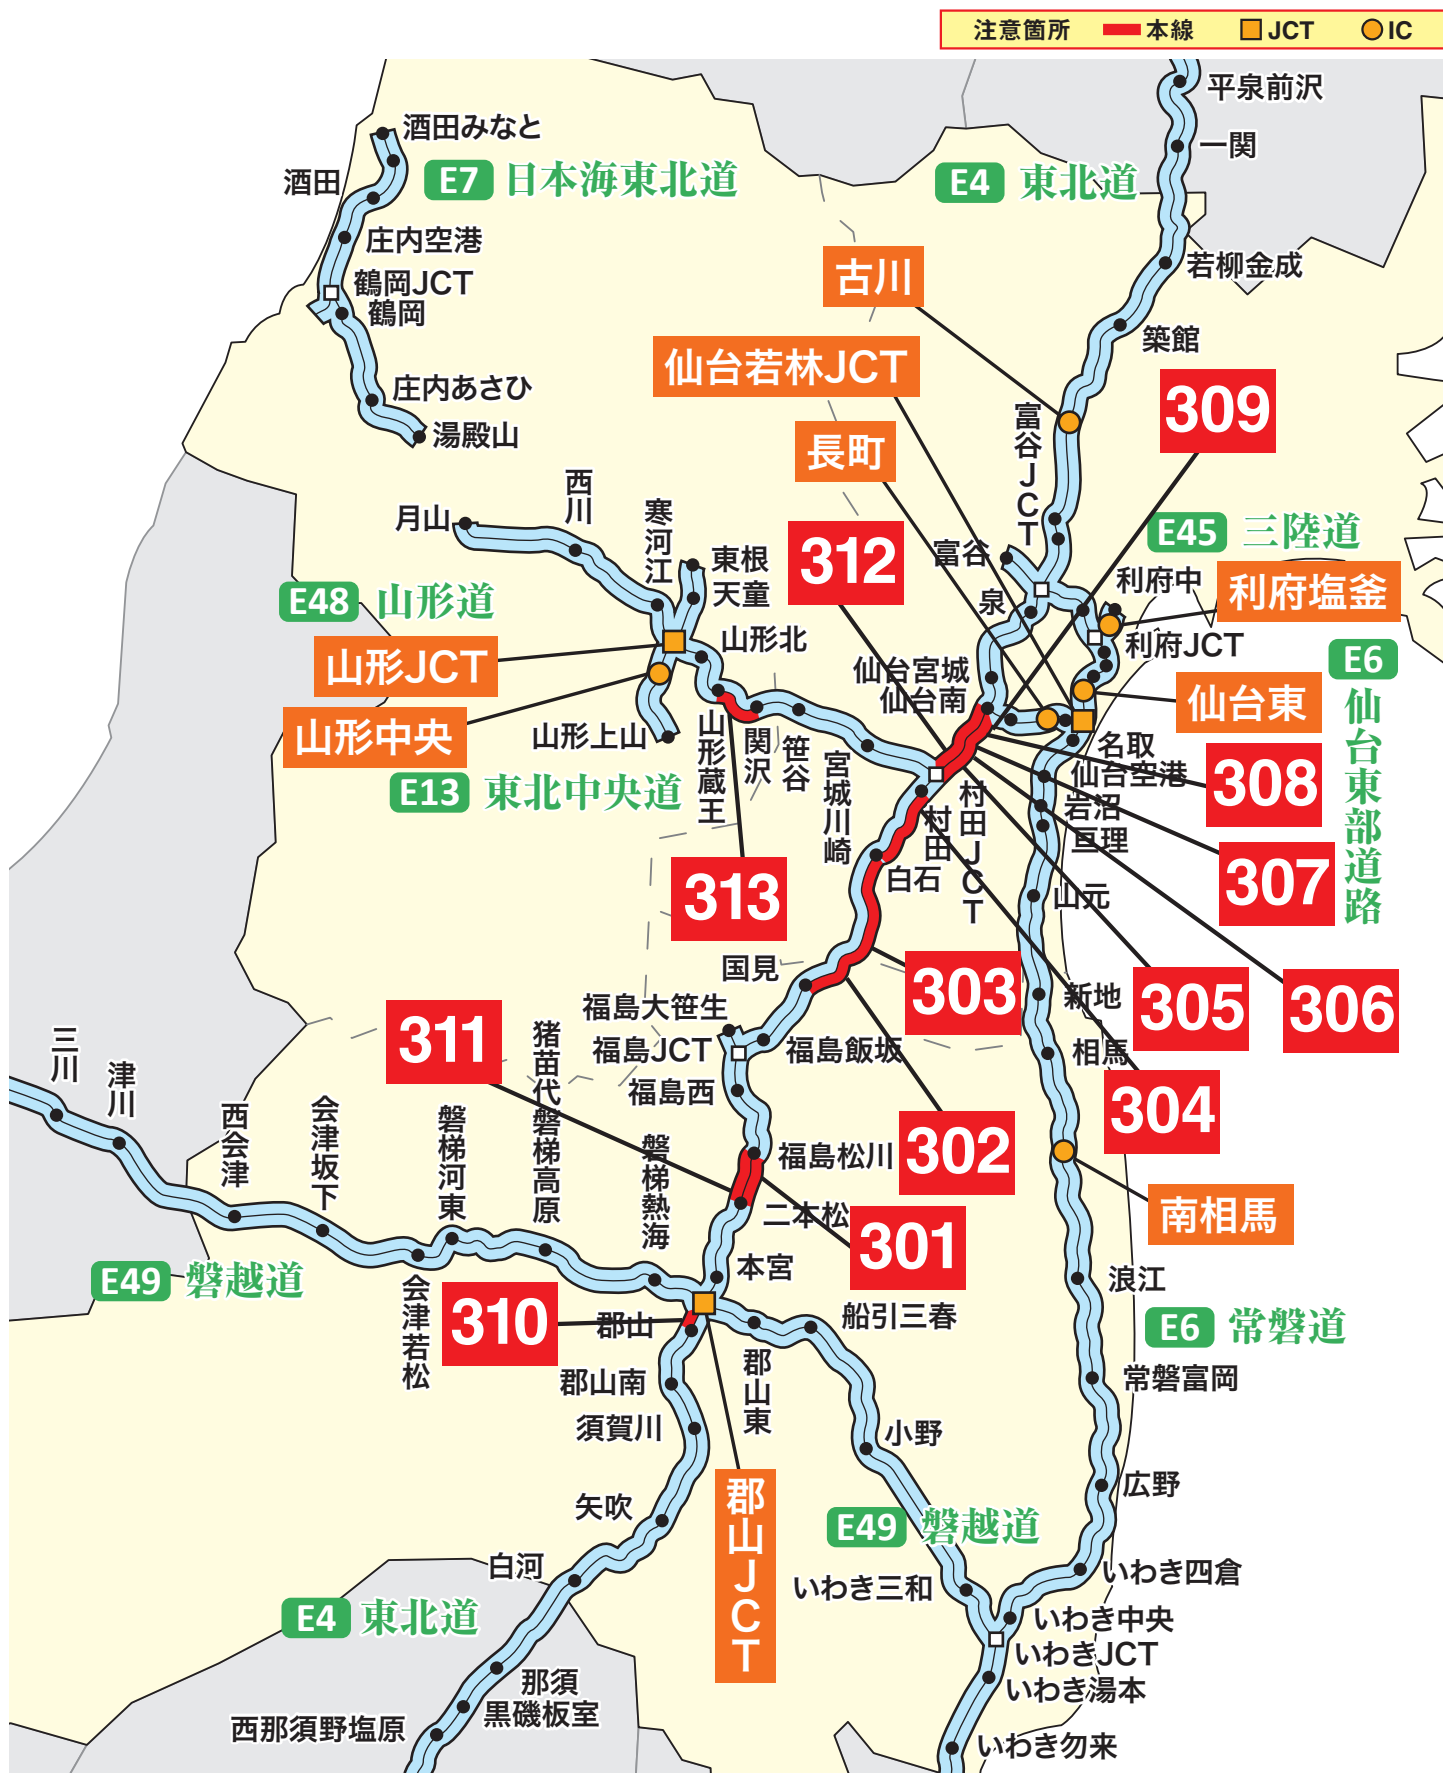 注意箇所 本線 JCT IC
平泉前沢
酒田みなと
一関
E7 日本海東北道
E4 東北道
酒田
庄内空港
古川
若柳金成
鶴岡JCT
鶴岡
築館
仙台若林JCT
309
庄内あさひ
富谷JCT
湯殿山
長町
西川
寒河江
月山
312
E45 三陸道
富谷
東根
利府中
利府塩釜
天童
E48 山形道
泉
山形北
利府JCT
山形JCT
E6 仙台東部道路
仙台宮城
仙台南
仙台東
山形中央
山形上山
山形蔵王
関沢
笹谷
宮城川崎
名取
仙台空港
308
E13 東北中央道
村田JCT
村田
岩沼
亘理
307
白石
313
山元
303
305
306
国見
新地
福島大笹生
311
猪苗代磐梯高原
福島JCT
福島飯坂
相馬
三川
津川
福島西
304
西会津
会津坂下
磐梯河東
磐梯熱海
福島松川
302
二本松
301
南相馬
E49 磐越道
本宮
浪江
会津若松
310
郡山
船引三春
E6 常磐道
郡山南
郡山東
常磐富岡
須賀川
小野
郡山JCT
広野
矢吹
E49 磐越道
白河
いわき三和
いわき四倉
E4 東北道
いわき中央
いわきJCT
那須
いわき湯本
黒磯板室
西那須野塩原
いわき勿来